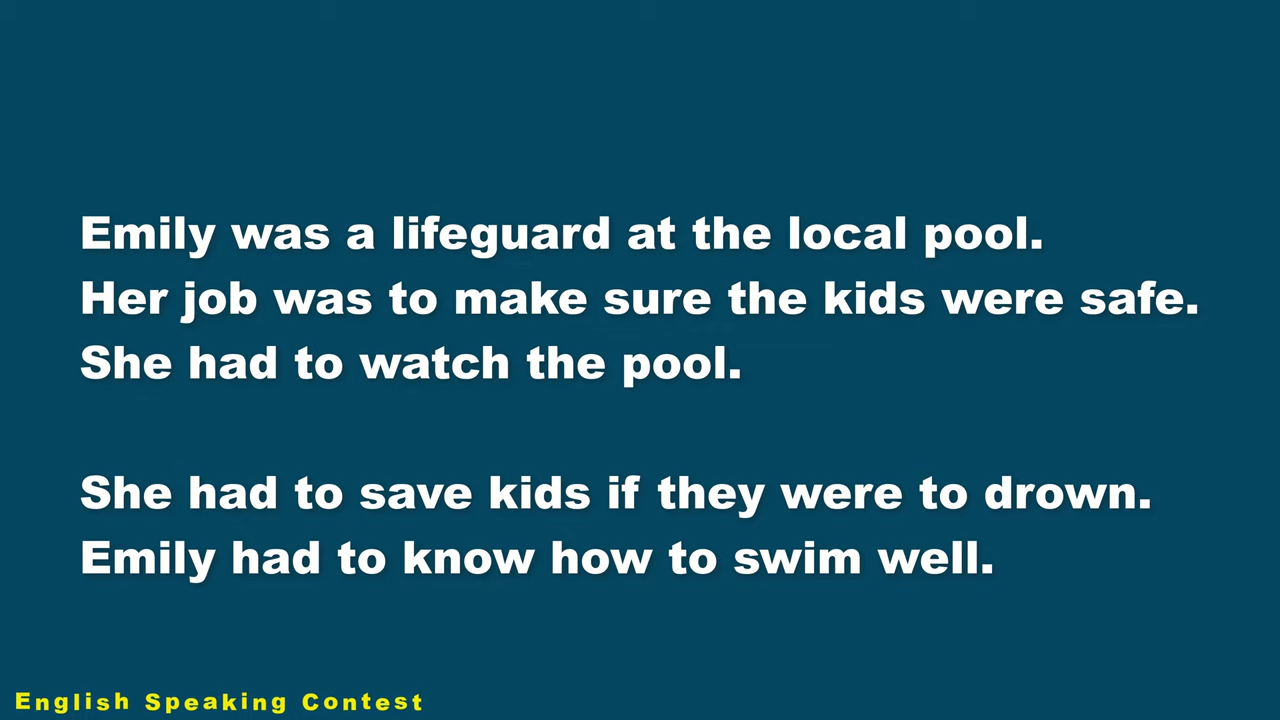 Emily was a lifeguard at the local pool.
Her job was to make sure the kids were safe.
She had to watch the pool.
She had to save kids if they were to drown.
Emily had to know how to swim well.
English Speaking Contest